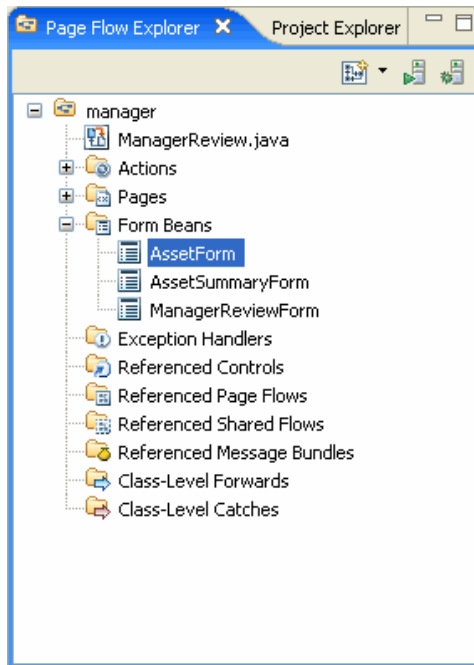 Page Flow Explorer Project Explorer
manager
ManagerReview.java
Actions
Pages
Form Beans
AssetForm
AssetSummaryForm
ManagerReviewForm
Exception Handlers
Referenced Controls
Referenced Page Flows
Referenced Shared Flows
Referenced Message Bundles
Class-Level Forwards
Class-Level Catches